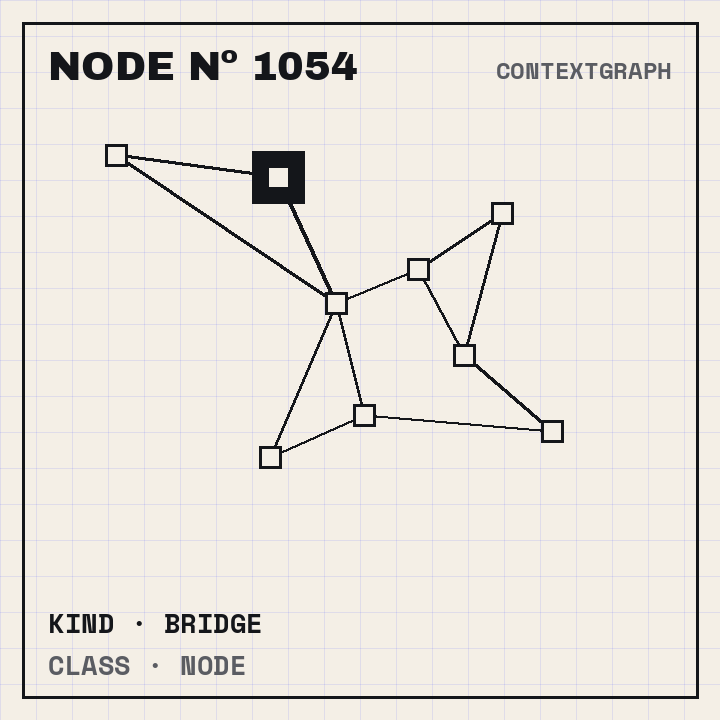 NODE Nº 1054
CONTEXTGRAPH
KIND · BRIDGE
CLASS · NODE